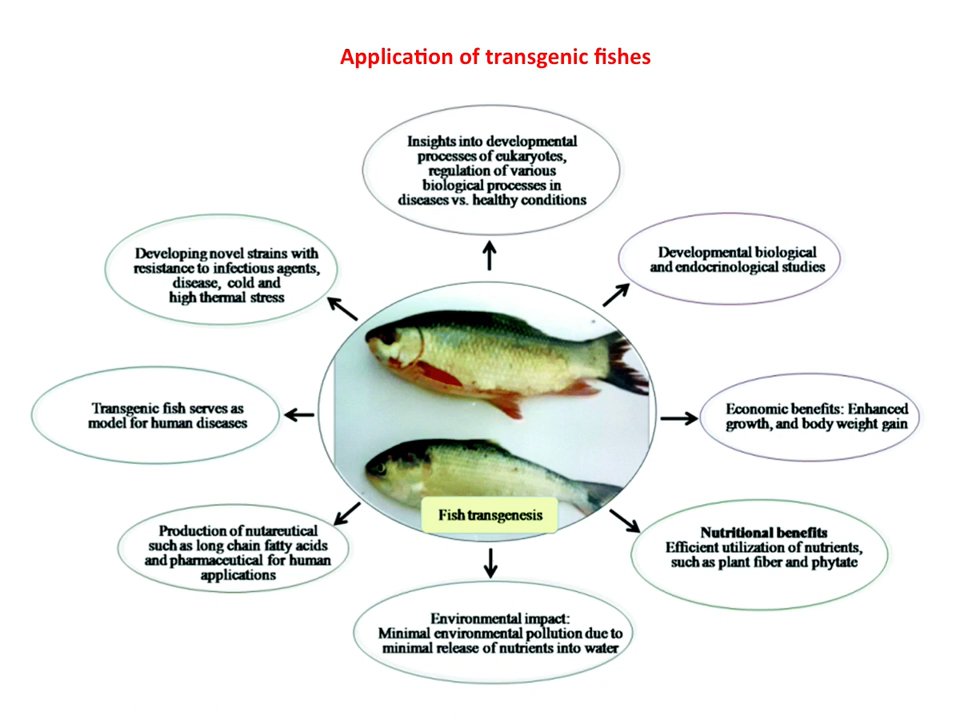 Application of transgenic fishes
Insights into developmental
processes of eukaryotes,
regulation of various
biological processes in
diseases vs. healthy conditions
Developing novel strains with
resistance to infectious agents,
disease, cold and
high thermal stress
Developmental biological
and endocrinological studies
Transgenic fish serves as
model for human diseases
Economic benefits: Enhanced
growth, and body weight gain
Fish transgenesis
Production of nutareutical
such as long chain fatty acids
and pharmaceutical for human
applications
Nutritional benefits
Efficient utilization of nutrients,
such as plant fiber and phytate
Environmental impact:
Minimal environmental pollution due to
minimal release of nutrients into water